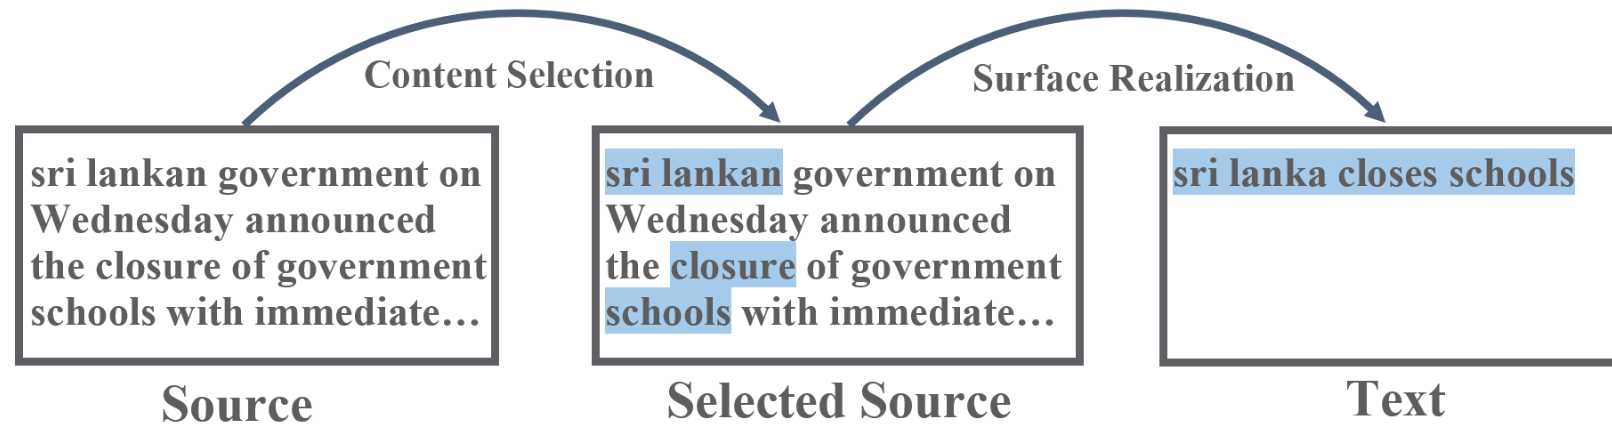 Content Selection
Surface Realization
sri lankan government on
Wednesday announced
the closure of government
schools with immediate…
sri lankan government on
Wednesday announced
the closure of government
schools with immediate…
sri lanka closes schools
Source
Selected Source
Text